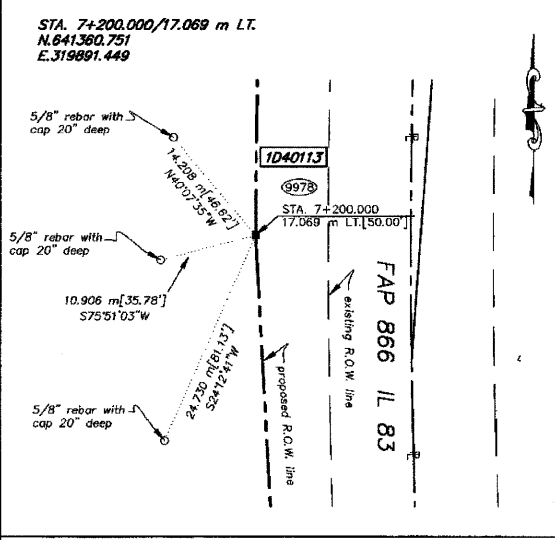 STA. 7+200.000/17.069 m LT.
N.641360.751
E.319891.449
5/8" rebar with
cap 20" deep
14.208 m[46.62']
N40°07'35"W
1D40113
9978
STA. 7+200.000
17.069 m LT.[50.00']
5/8" rebar with
cap 20" deep
10.906 m[35.78']
S75°51'03"W
24.730 m[81.13']
S24°12'41"W
5/8" rebar with
cap 20" deep
proposed R.O.W. line
existing R.O.W. line
FAP 866 IL 83